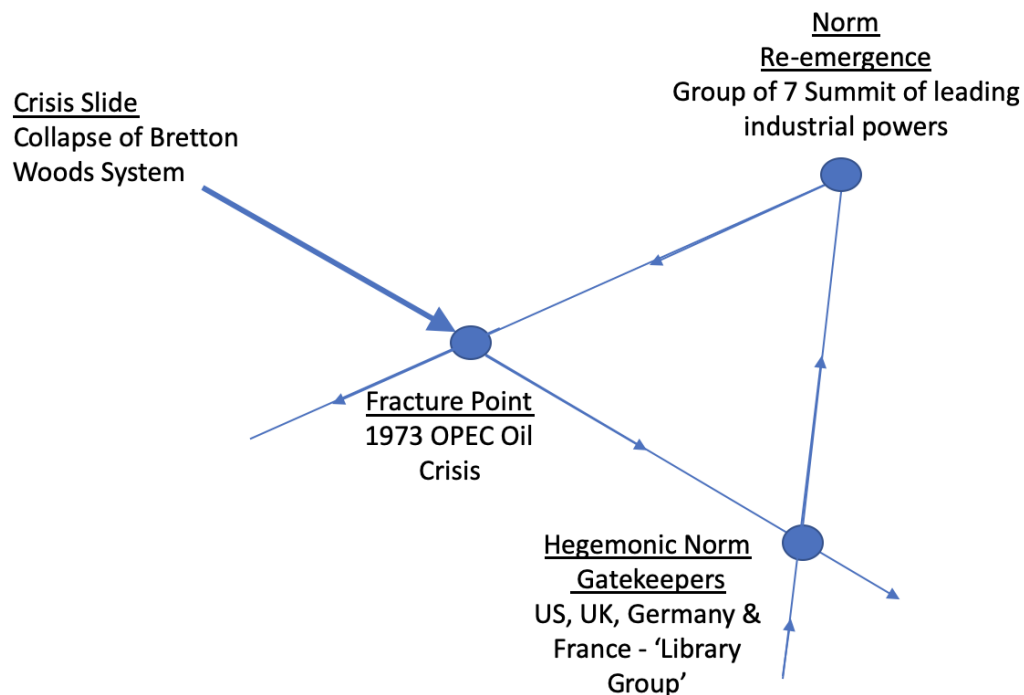 Norm
Re-emergence
Group of 7 Summit of leading
industrial powers
Crisis Slide
Collapse of Bretton
Woods System
Fracture Point
1973 OPEC Oil
Crisis
Hegemonic Norm
Gatekeepers
US, UK, Germany &
France - ‘Library
Group’